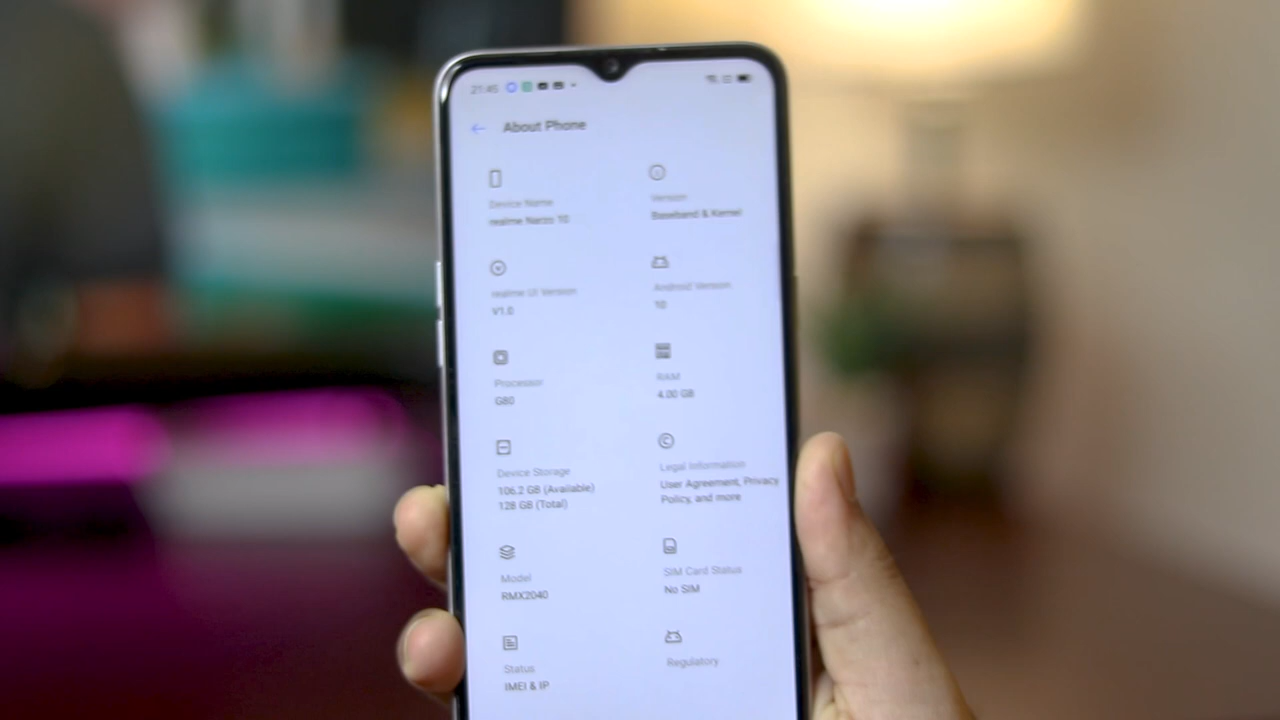 21:45
About Phone
Device Name
realme Narzo 10
Version
Baseband & Kernel
realme UI Version
V1.0
Android Version
10
Processor
G80
RAM
4.00 GB
Device Storage
106.2 GB (Available)
128 GB (Total)
Legal Information
User Agreement, Privacy
Policy, and more
Model
RMX2040
SIM Card Status
No SIM
Status
IMEI & IP
Regulatory